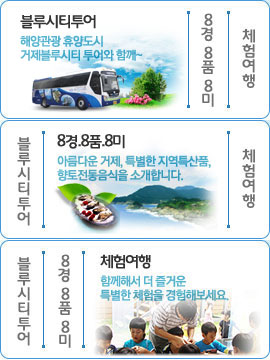 블루시티투어
해양관광 휴양도시
거제블루시티 투어와 함께~
8경 8품 8미
체험여행
블루시티투어
8경.8품.8미
아름다운 거제, 특별한 지역특산품,
향토전통음식을 소개합니다.
체험여행
블루시티투어
8경 8품 8미
체험여행
함께해서 더 즐거운
특별한 체험을 경험해보세요.